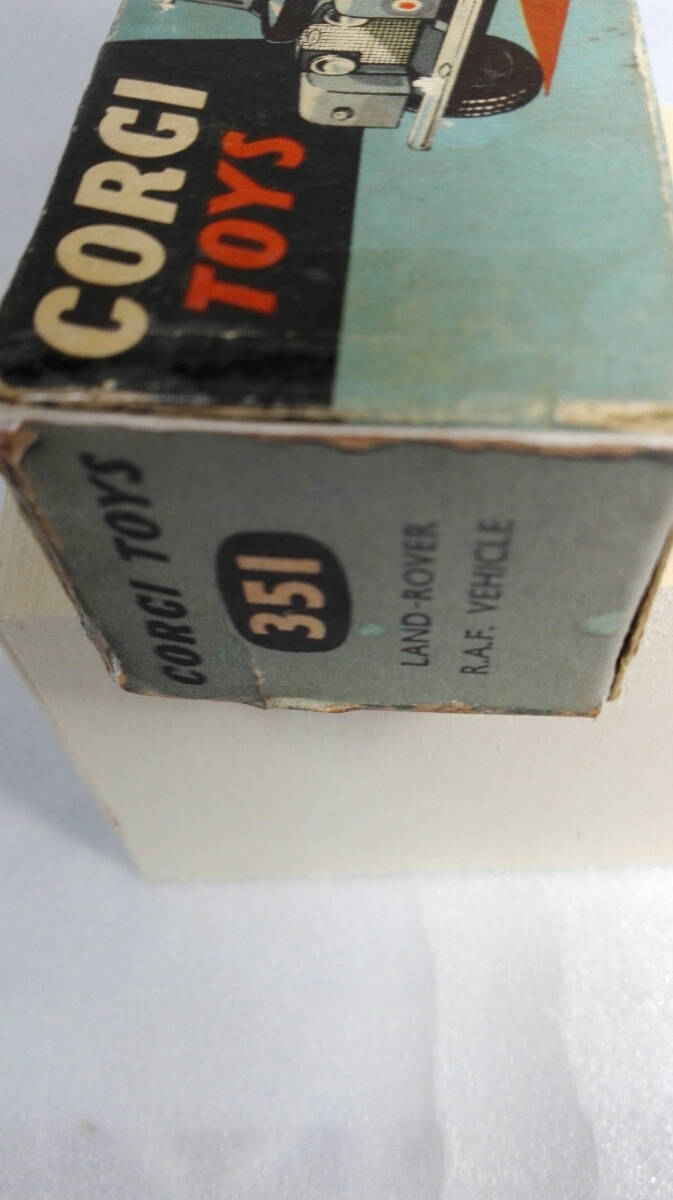 CORGI
TOYS
CORGI TOYS
351
LAND-ROVER
R.A.F. VEHICLE